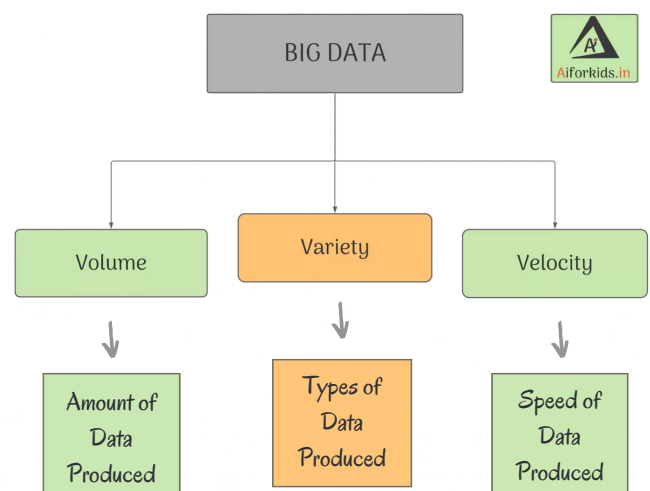 BIG DATA
Ai
Aiforkids.in
Volume
Variety
Velocity
Amount of
Data
Produced
Types of
Data
Produced
Speed of
Data
Produced